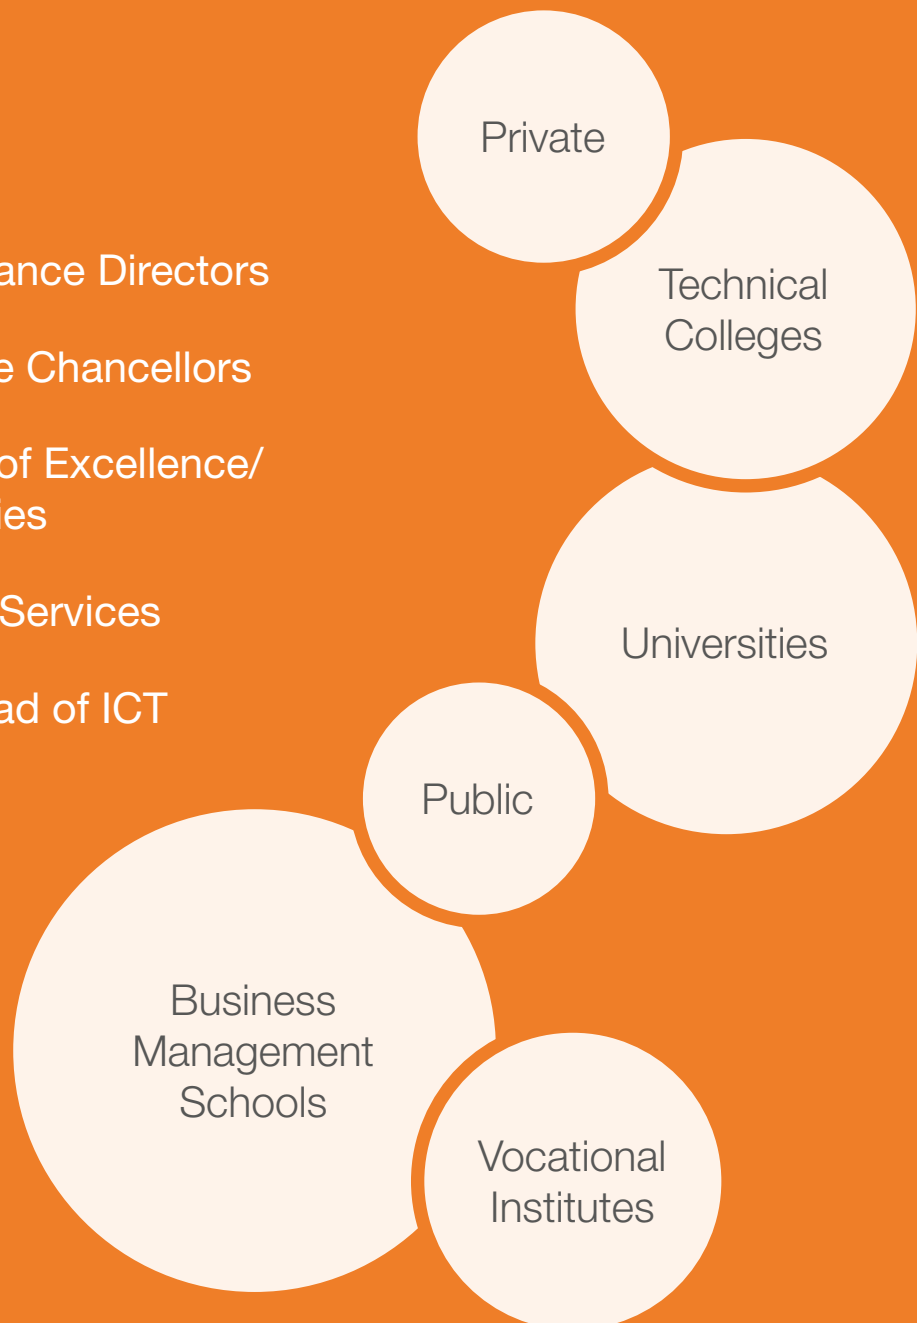 ance Directors
e Chancellors
of Excellence/
ies
Services
ad of ICT
Private
Technical
Colleges
Universities
Public
Business
Management
Schools
Vocational
Institutes